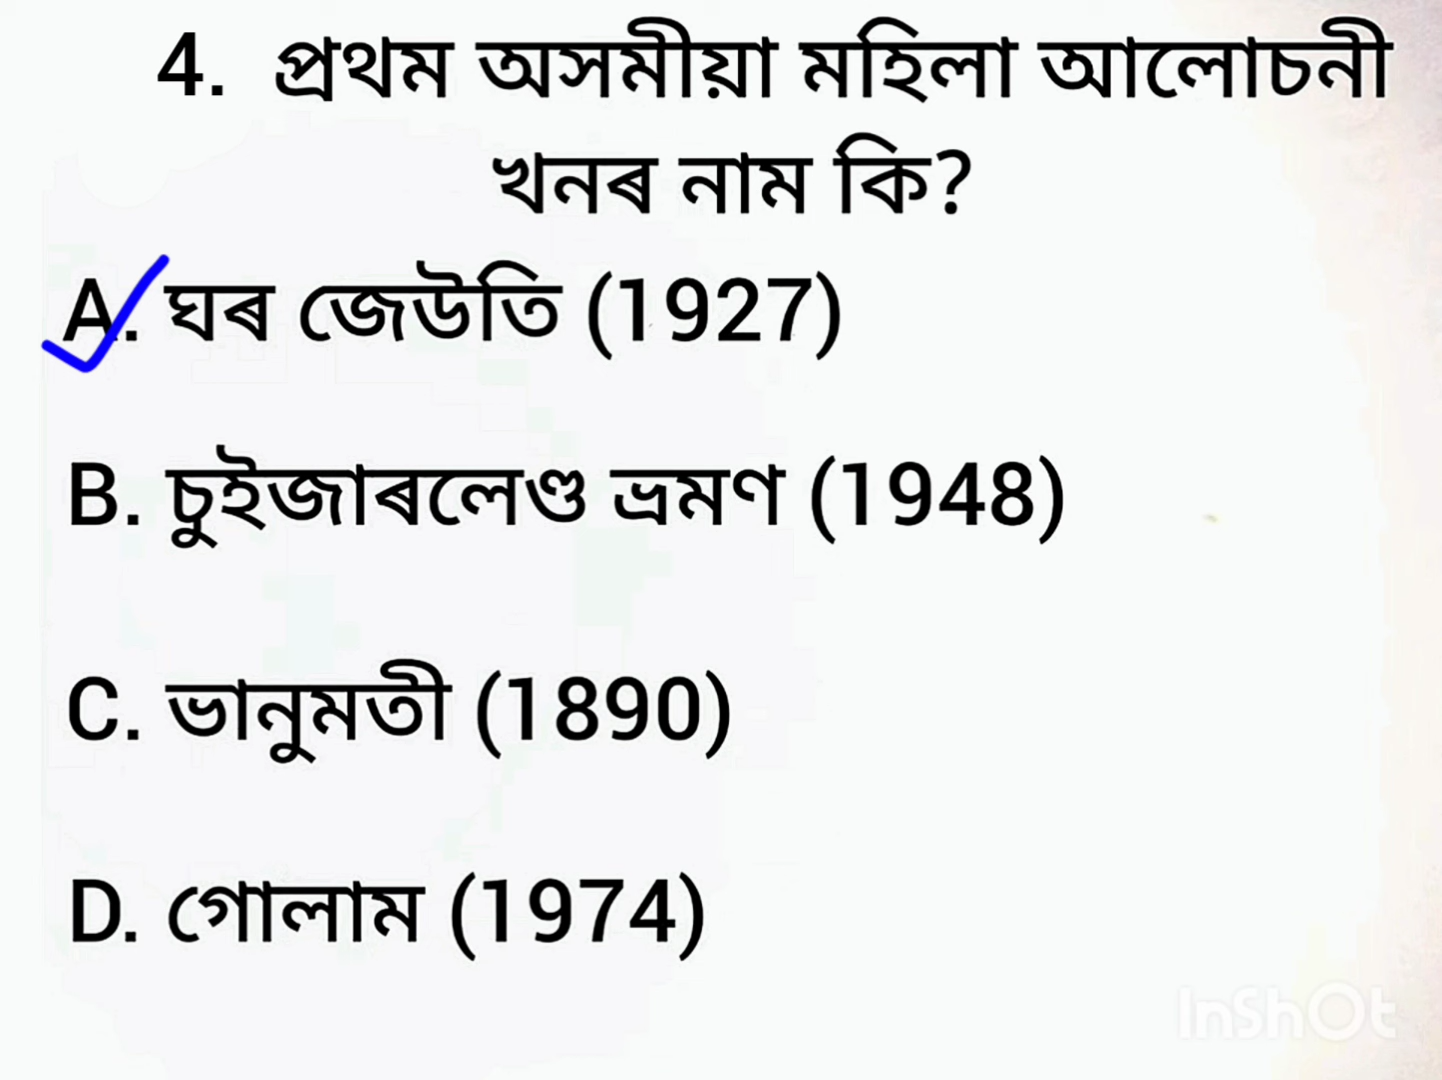 4. প্ৰথম অসমীয়া মহিলা আলোচনী
খনৰ নাম কি?
A. ঘৰ জেউতি (1927)
B. চুইজাৰলেণ্ড ভ্ৰমণ (1948)
C. ভানুমতী (1890)
D. গোলাম (1974)
InShOt